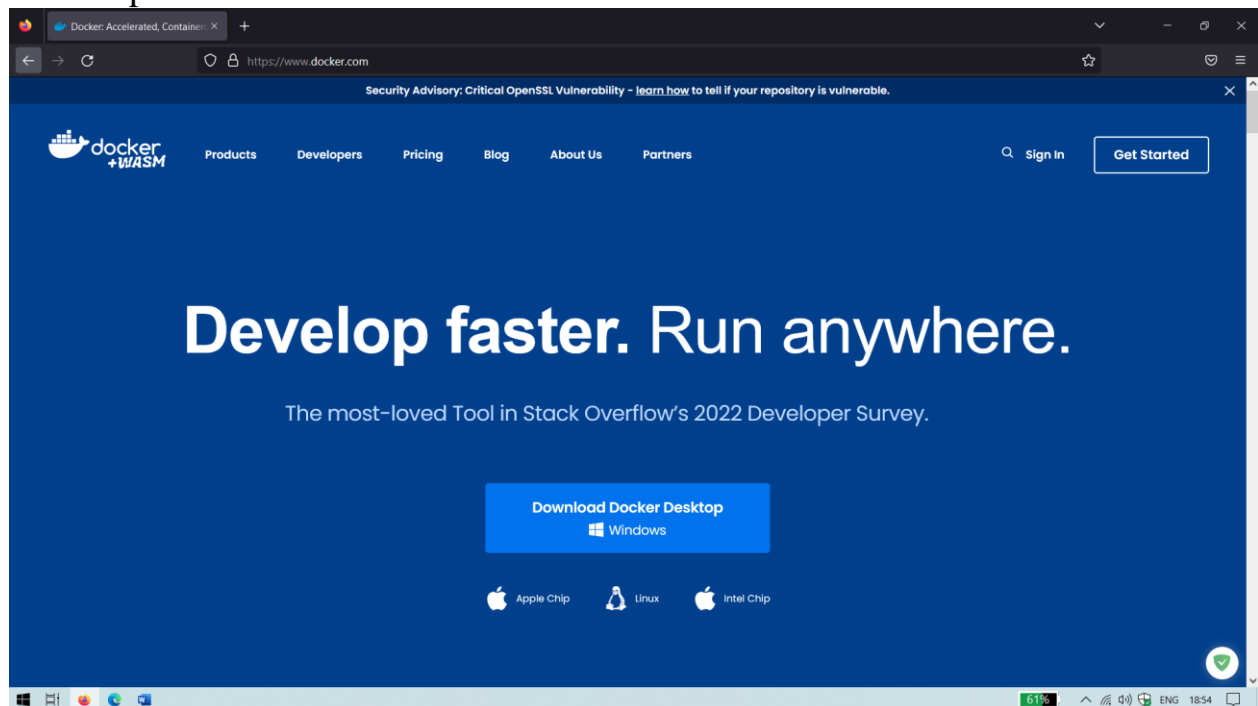 Docker: Accelerated, Container
https://www.docker.com
Security Advisory: Critical OpenSSL Vulnerability - learn how to tell if your repository is vulnerable.
docker
+WASM
Products Developers Pricing Blog About Us Partners Sign In Get Started
Develop faster. Run anywhere.
The most-loved Tool in Stack Overflow's 2022 Developer Survey.
Download Docker Desktop
Windows
Apple Chip Linux Intel Chip
61% ENG 18:54